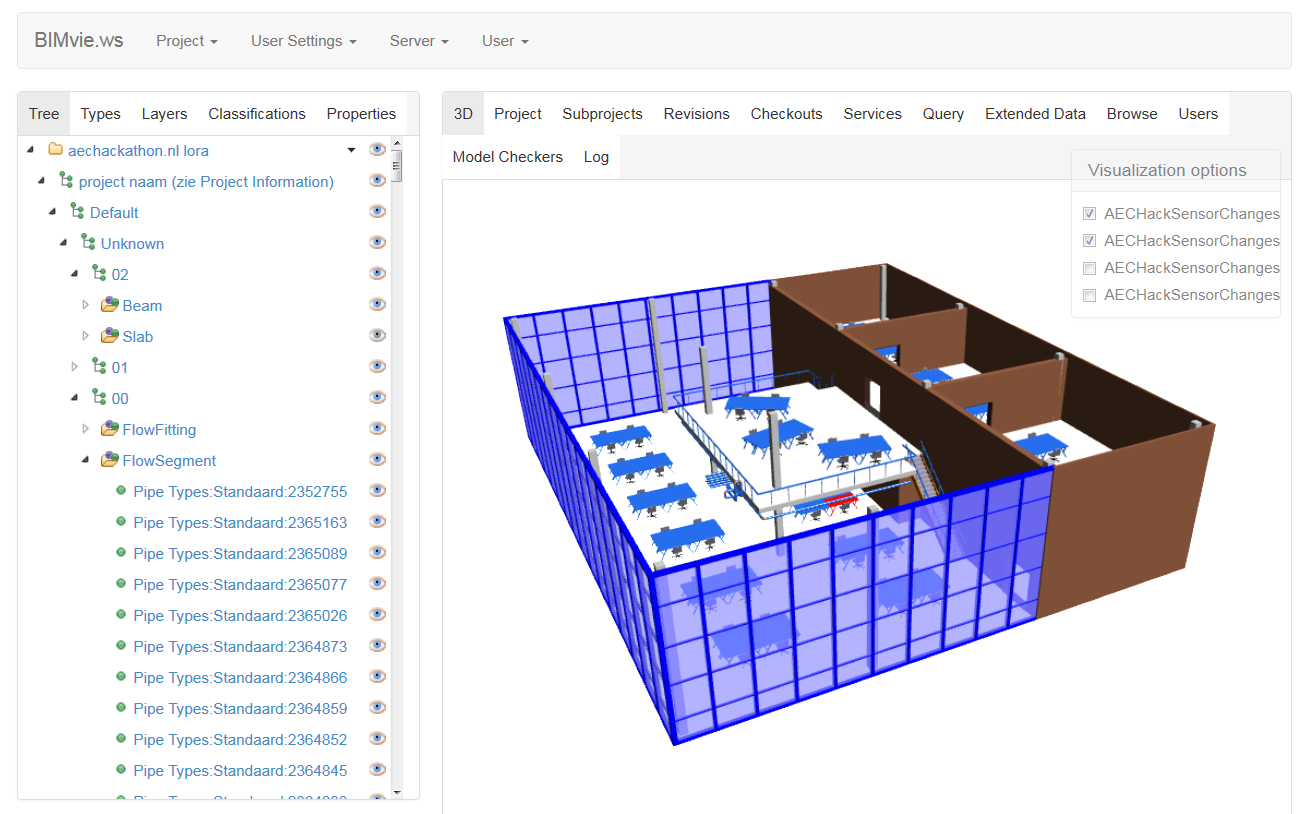 BIMvie.ws Project User Settings Server User
Tree Types Layers Classifications Properties
aechackathon.nl lora
project naam (zie Project Information)
Default
Unknown
02
Beam
Slab
01
00
FlowFitting
FlowSegment
Pipe Types:Standaard:2352755
Pipe Types:Standaard:2365163
Pipe Types:Standaard:2365089
Pipe Types:Standaard:2365077
Pipe Types:Standaard:2365026
Pipe Types:Standaard:2364873
Pipe Types:Standaard:2364866
Pipe Types:Standaard:2364859
Pipe Types:Standaard:2364852
Pipe Types:Standaard:2364845
3D Project Subprojects Revisions Checkouts Services Query Extended Data Browse Users
Model Checkers Log
Visualization options
AECHackSensorChanges
AECHackSensorChanges
AECHackSensorChanges
AECHackSensorChanges